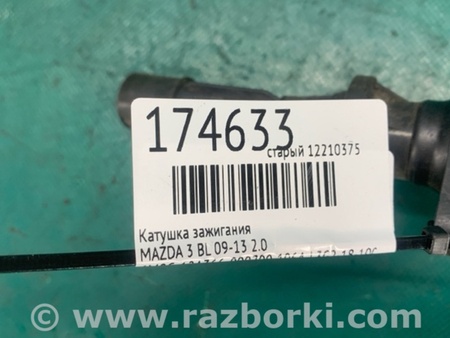 174633
старый 12210375
Катушка зажигания
MAZDA 3 BL 09-13 2.0
www.razborki.com